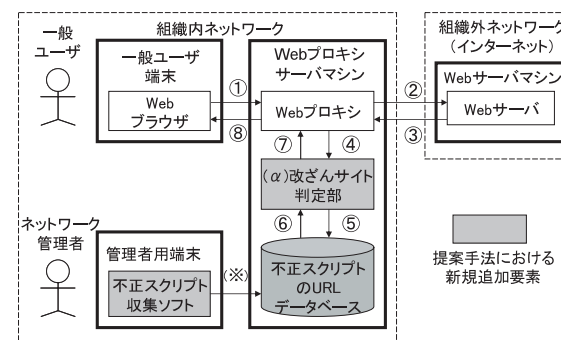 組織内ネットワーク
組織外ネットワーク
(インターネット)
一般
ユーザ
一般ユーザ
端末
Web
ブラウザ
①
⑧
Webプロキシ
サーバマシン
Webプロキシ
②
③
Webサーバマシン
Webサーバ
⑦
④
(α)改ざんサイト
判定部
⑥
⑤
ネットワーク
管理者
管理者用端末
不正スクリプト
収集ソフト
(※)
不正スクリプト
のURL
データベース
提案手法における
新規追加要素